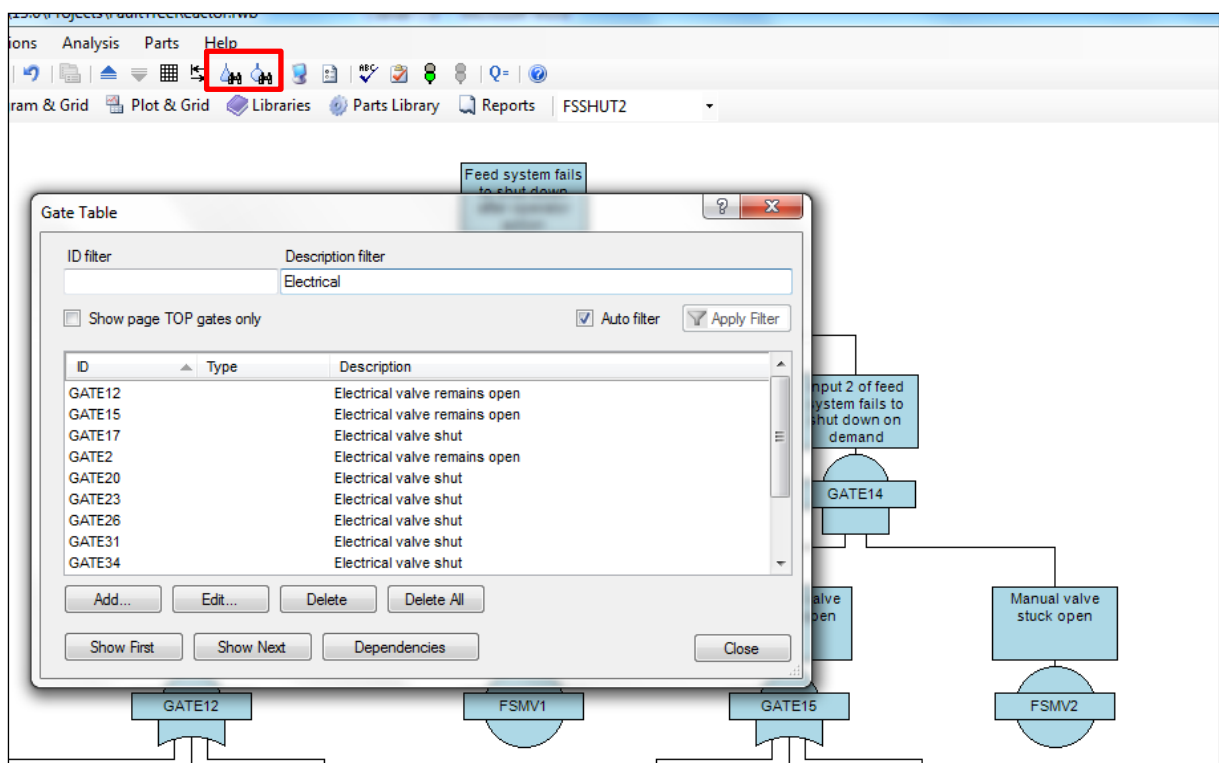 ions Analysis Parts Help
ABC Q=
ram & Grid Plot & Grid Libraries Parts Library Reports FSSHUT2
Feed system fails
to shut down
Gate Table
ID filter Description filter
Electrical
Show page TOP gates only Auto filter Apply Filter
ID Type Description
GATE12 Electrical valve remains open
GATE15 Electrical valve remains open
GATE17 Electrical valve shut
GATE2 Electrical valve remains open
GATE20 Electrical valve shut
GATE23 Electrical valve shut
GATE26 Electrical valve shut
GATE31 Electrical valve shut
GATE34 Electrical valve shut
Add... Edit... Delete Delete All
Show First Show Next Dependencies Close
nput 2 of feed
ystem fails to
hut down on
demand
GATE14
alve
pen
Manual valve
stuck open
GATE12 FSMV1 GATE15 FSMV2